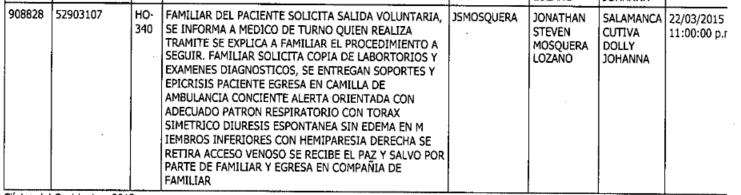 908828 52903107 HO- FAMILIAR DEL PACIENTE SOLICITA SALIDA VOLUNTARIA, JSMOSQUERA JONATHAN SALAMANCA 22/03/2015
340 SE INFORMA A MEDICO DE TURNO QUIEN REALIZA STEVEN CUTIVA 11:00:00 p.r
TRAMITE SE EXPLICA A FAMILIAR EL PROCEDIMIENTO A MOSQUERA DOLLY
SEGUIR. FAMILIAR SOLICITA COPIA DE LABORTORIOS Y LOZANO JOHANNA
EXAMENES DIAGNOSTICOS, SE ENTREGAN SOPORTES Y
EPICRISIS PACIENTE EGRESA EN CAMILLA DE
AMBULANCIA CONCIENTE ALERTA ORIENTADA CON
ADECUADO PATRON RESPIRATORIO CON TORAX
SIMETRICO DIURESIS ESPONTANEA SIN EDEMA EN M
IEMBROS INFERIORES CON HEMIPARESIA DERECHA SE
RETIRA ACCESO VENOSO SE RECIBE EL PAZ Y SALVO POR
PARTE DE FAMILIAR Y EGRESA EN COMPAÑIA DE
FAMILIAR